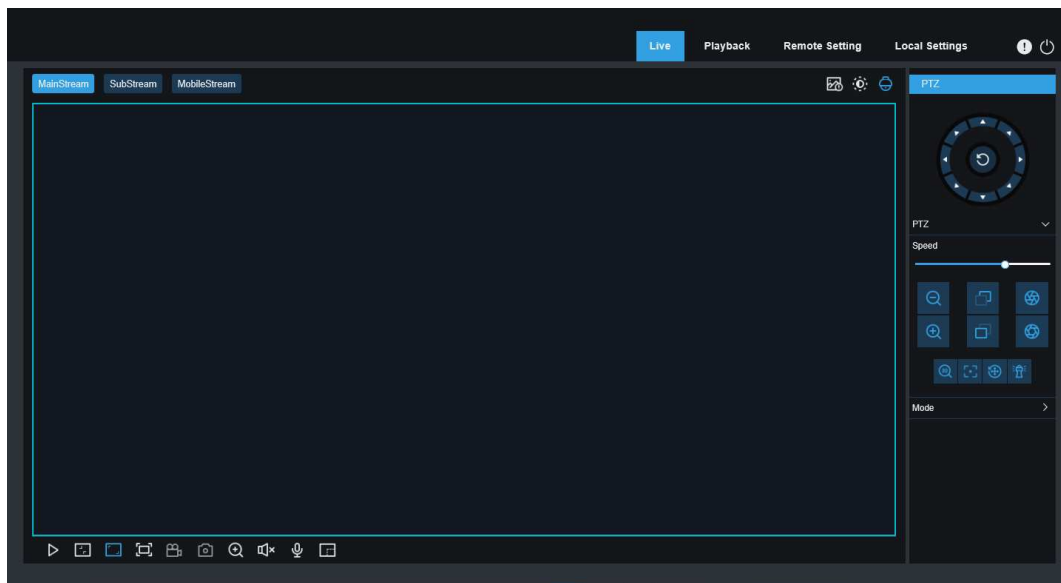 Live Playback Remote Setting Local Settings
MainStream SubStream MobileStream
PTZ
PTZ
Speed
Mode